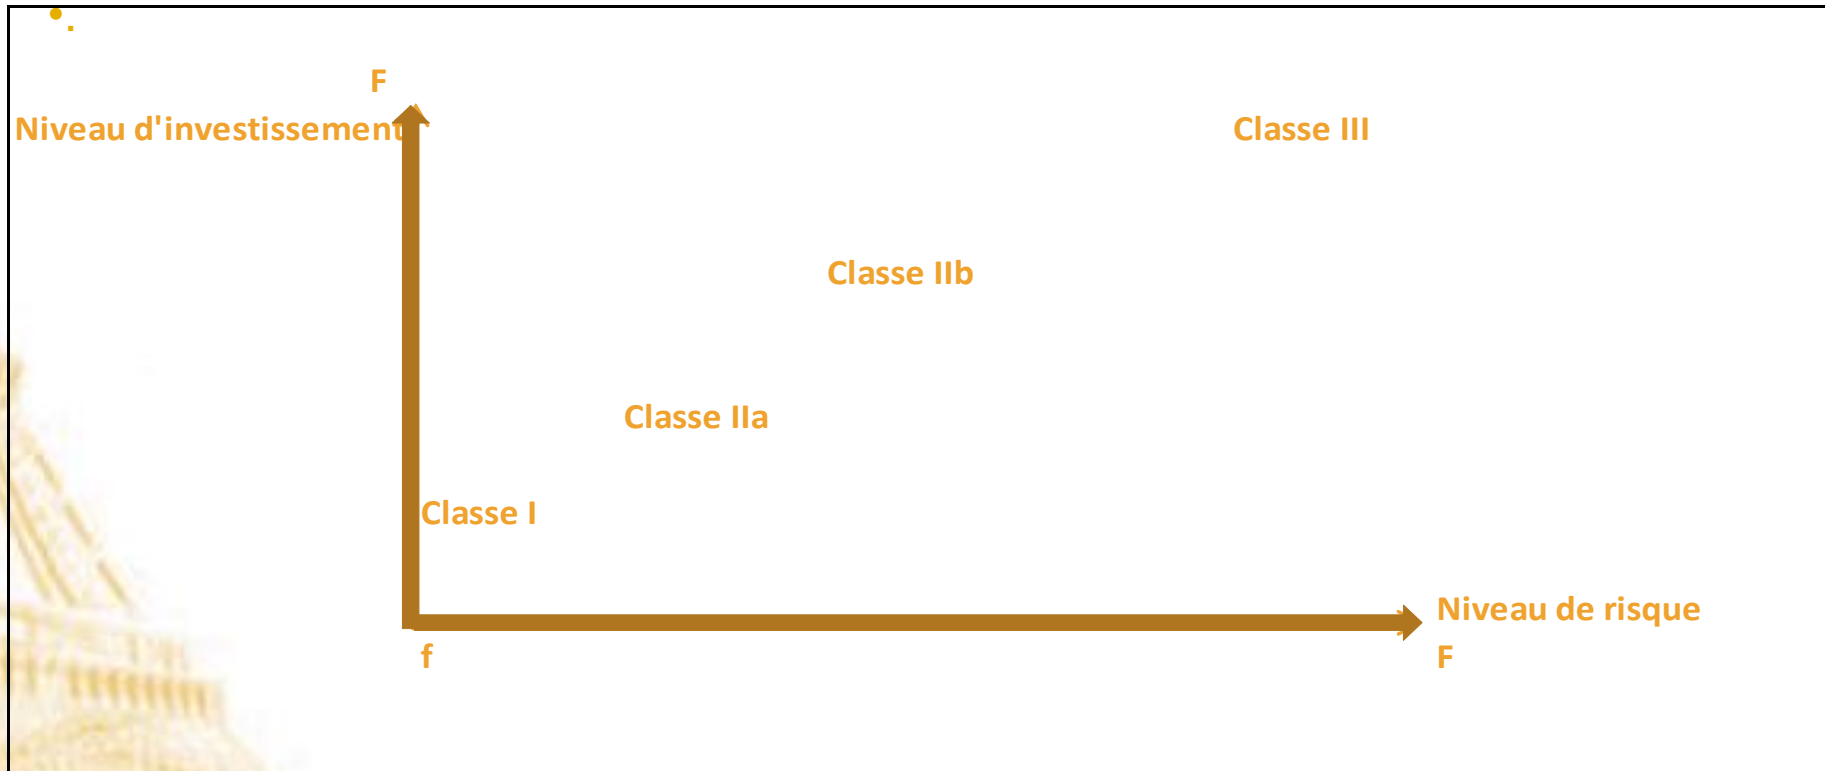 F
Niveau d'investissement
Classe III
Classe IIb
Classe IIa
Classe I
Niveau de risque
f
F